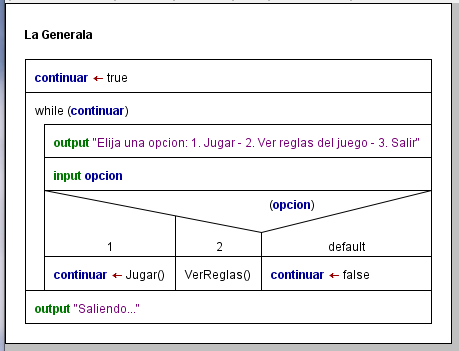 La Generala
continuar ← true
while (continuar)
output "Elija una opcion: 1. Jugar - 2. Ver reglas del juego - 3. Salir"
input opcion
(opcion)
1 2 default
continuar ← Jugar() VerReglas() continuar ← false
output "Saliendo..."